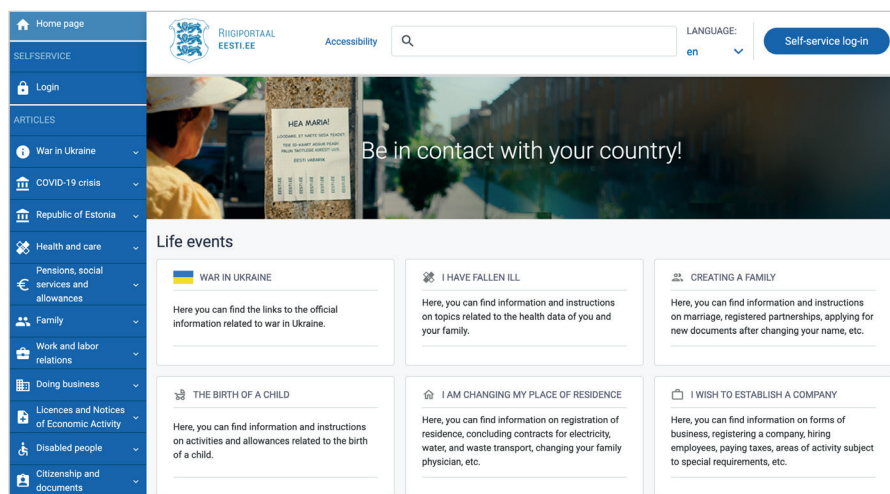 Home page
SELFSERVICE
Login
ARTICLES
War in Ukraine
COVID-19 crisis
Republic of Estonia
Health and care
Pensions, social
services and
allowances
Family
Work and labor
relations
Doing business
Licences and Notices
of Economic Activity
Disabled people
Citizenship and
documents
RIIGIPORTAAL
EESTI.EE
Accessibility
LANGUAGE:
en
Self-service log-in
HEA MARIA!
EESTI VABARIIK
Be in contact with your country!
Life events
WAR IN UKRAINE
Here you can find the links to the official
information related to war in Ukraine.
I HAVE FALLEN ILL
Here, you can find information and instructions
on topics related to the health data of you and
your family.
CREATING A FAMILY
Here, you can find information and instructions
on marriage, registered partnerships, applying for
new documents after changing your name, etc.
THE BIRTH OF A CHILD
Here, you can find information and instructions
on activities and allowances related to the birth
of a child.
I AM CHANGING MY PLACE OF RESIDENCE
Here, you can find information on registration of
residence, concluding contracts for electricity,
water, and waste transport, changing your family
physician, etc.
I WISH TO ESTABLISH A COMPANY
Here, you can find information on forms of
business, registering a company, hiring
employees, paying taxes, areas of activity subject
to special requirements, etc.